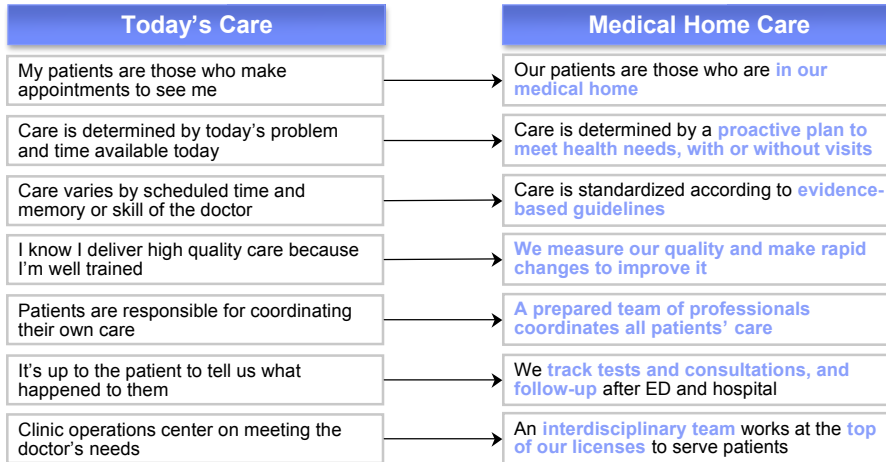 Today's Care
Medical Home Care
My patients are those who make
appointments to see me
Our patients are those who are in our
medical home
Care is determined by today's problem
and time available today
Care is determined by a proactive plan to
meet health needs, with or without visits
Care varies by scheduled time and
memory or skill of the doctor
Care is standardized according to evidence-
based guidelines
I know I deliver high quality care because
I'm well trained
We measure our quality and make rapid
changes to improve it
Patients are responsible for coordinating
their own care
A prepared team of professionals
coordinates all patients' care
It's up to the patient to tell us what
happened to them
We track tests and consultations, and
follow-up after ED and hospital
Clinic operations center on meeting the
doctor's needs
An interdisciplinary team works at the top
of our licenses to serve patients